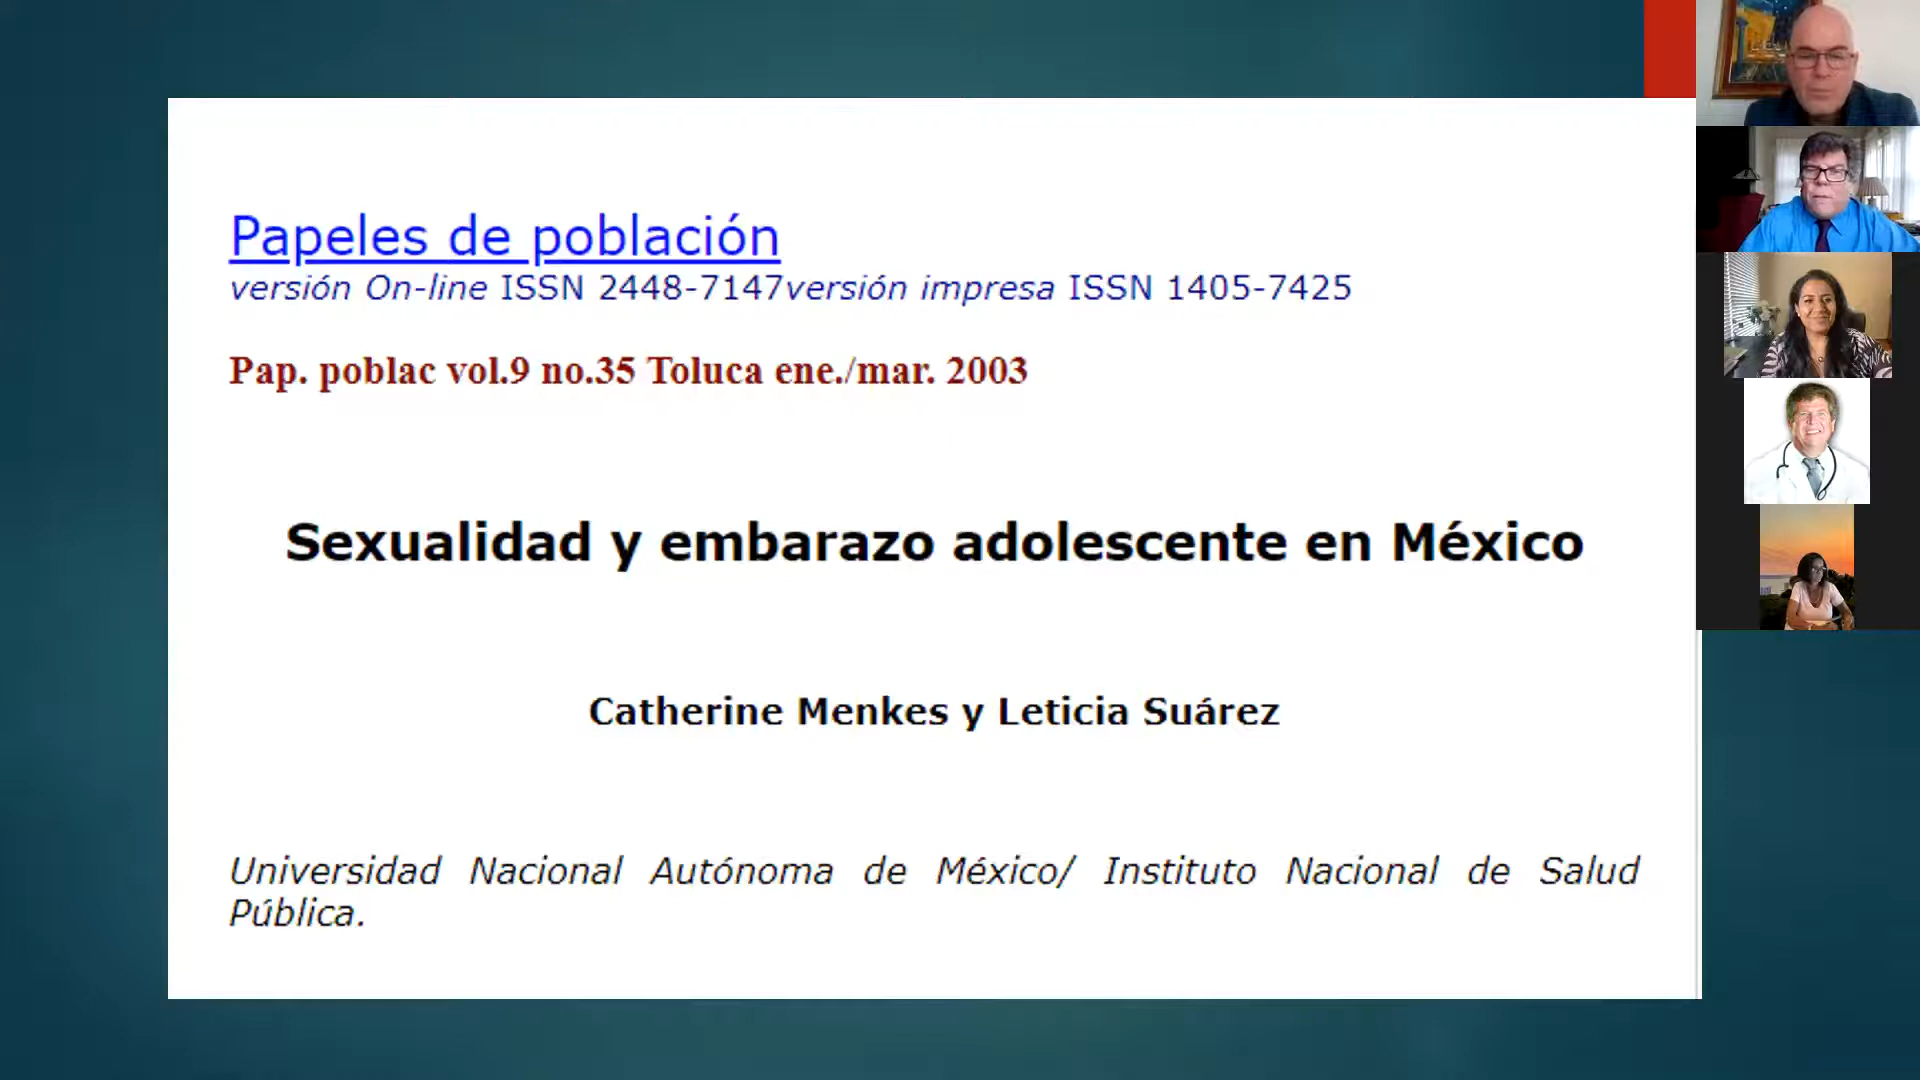 Papeles de población
versión On-line ISSN 2448-7147versión impresa ISSN 1405-7425
Pap. poblac vol.9 no.35 Toluca ene./mar. 2003
Sexualidad y embarazo adolescente en México
Catherine Menkes y Leticia Suárez
Universidad Nacional Autónoma de México/ Instituto Nacional de Salud
Pública.